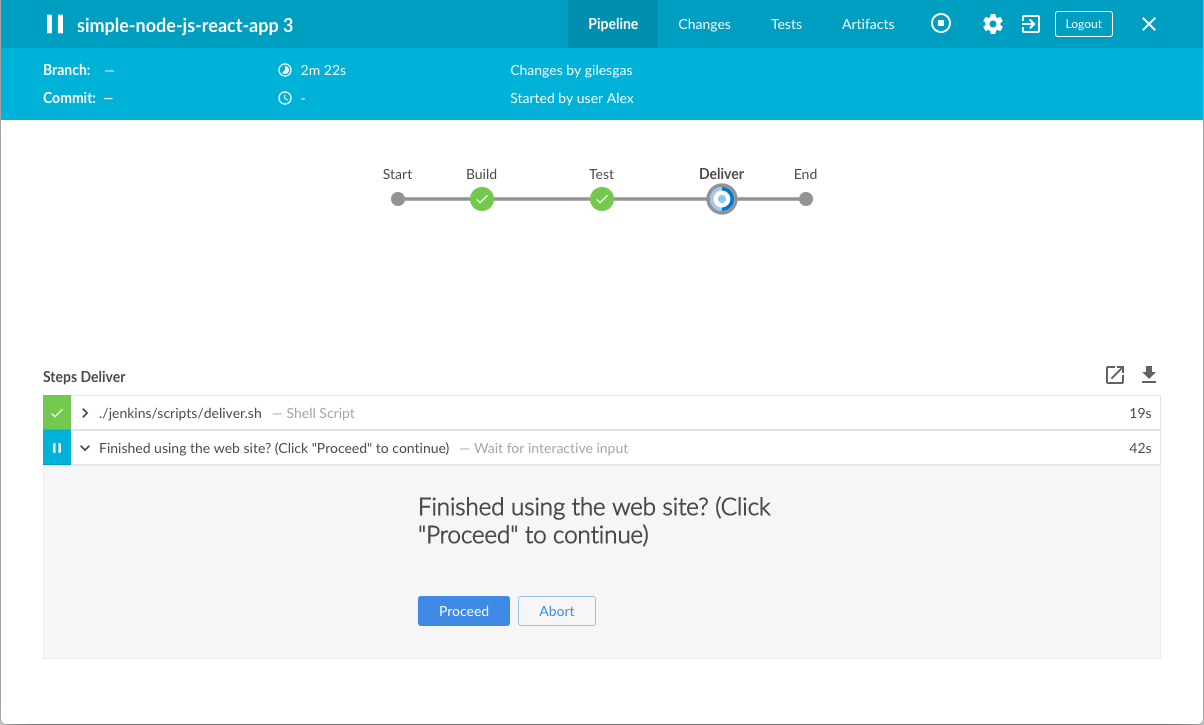 simple-node-js-react-app 3 Pipeline Changes Tests Artifacts Logout
Branch: — 2m 22s Changes by gilesgas
Commit: — - Started by user Alex
Start Build Test Deliver End
Steps Deliver
./jenkins/scripts/deliver.sh — Shell Script 19s
Finished using the web site? (Click "Proceed" to continue) — Wait for interactive input 42s
Finished using the web site? (Click
"Proceed" to continue)
Proceed Abort